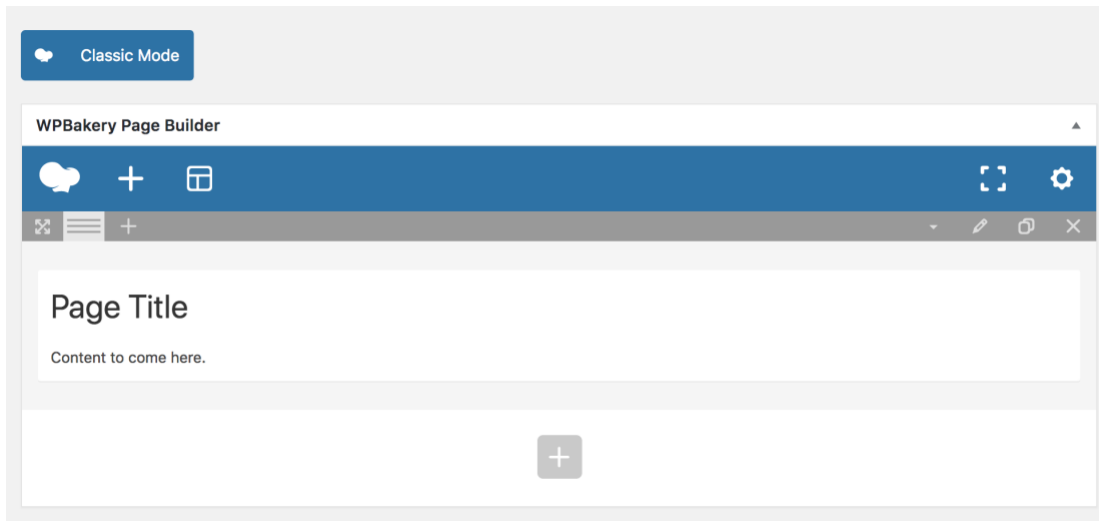 Classic Mode
WPBakery Page Builder
Page Title
Content to come here.